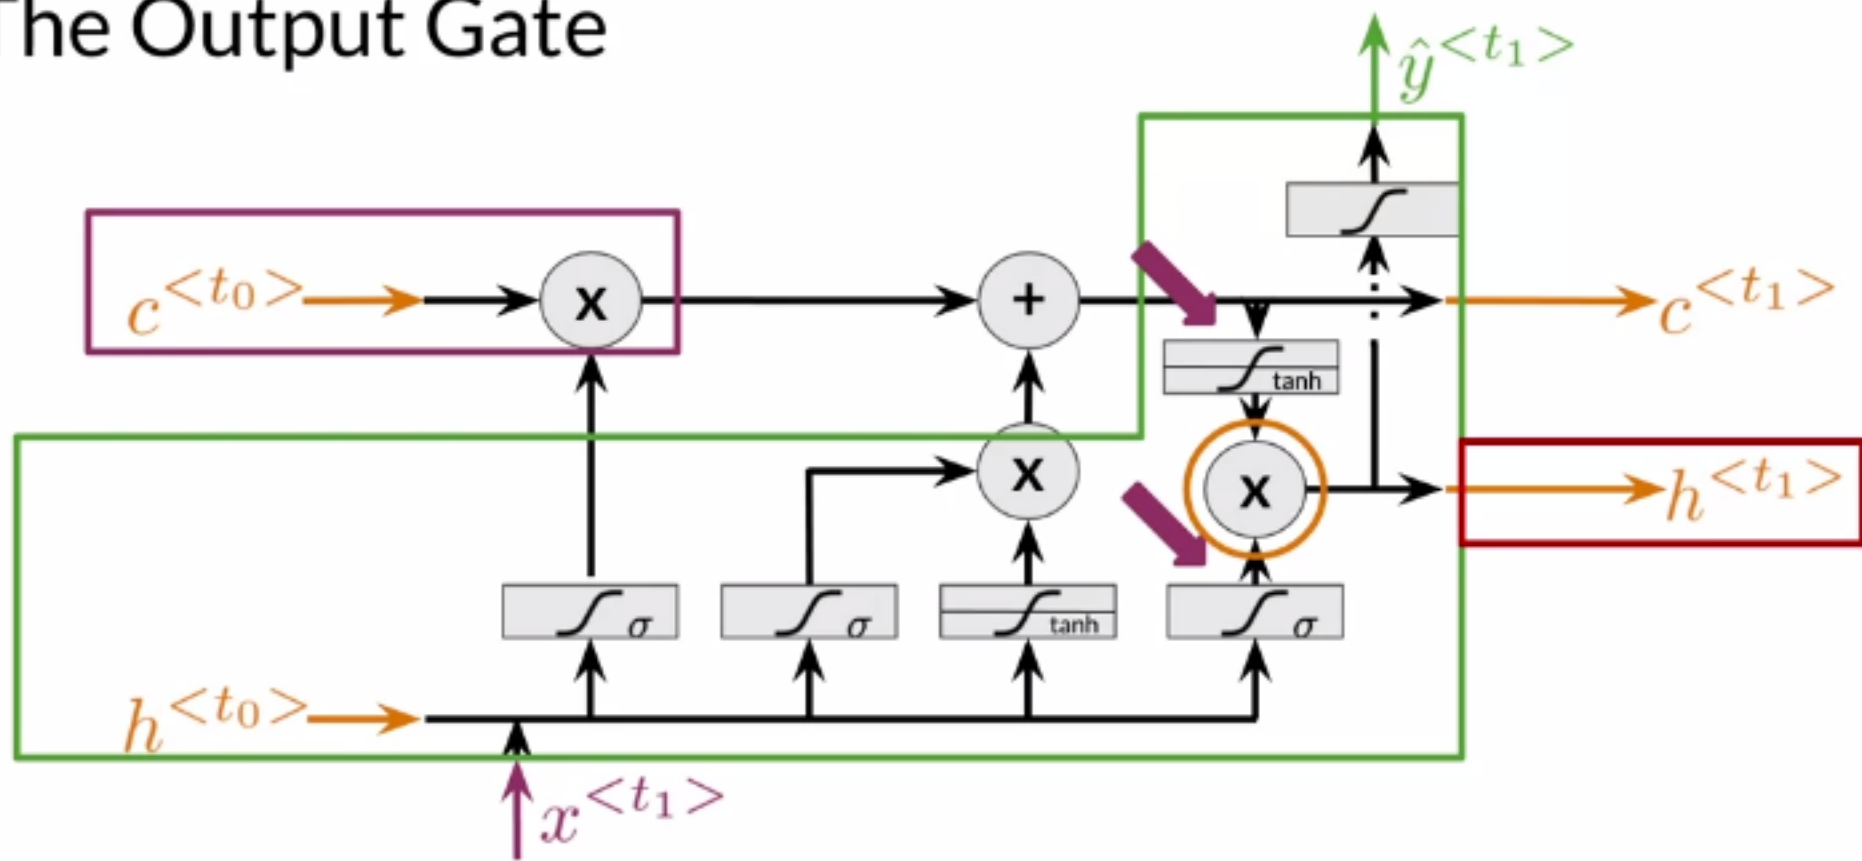 The Output Gate
ŷ^{<t₁>}
c^{<t₀>}
x
+
c^{<t₁>}
tanh
x
x
h^{<t₁>}
σ
σ
tanh
σ
h^{<t₀>}
x^{<t₁>}